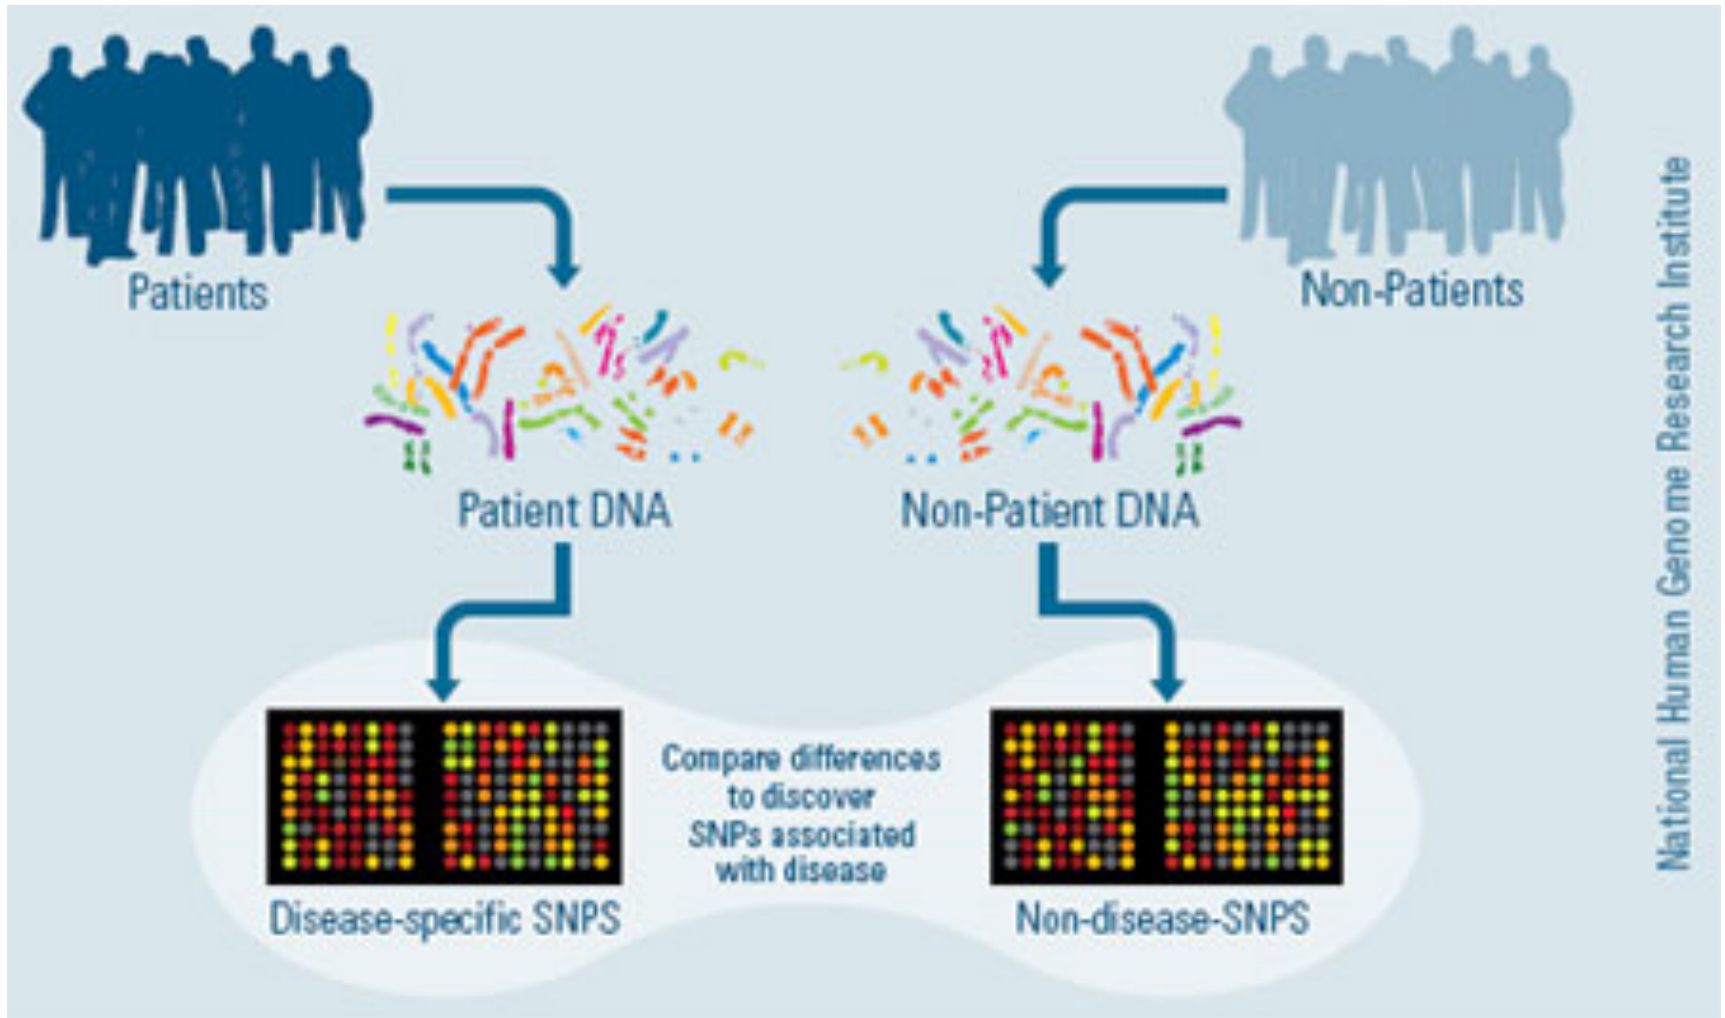 Patients
Non-Patients
Patient DNA
Non-Patient DNA
Compare differences
to discover
SNPs associated
with disease
Disease-specific SNPS
Non-disease-SNPS
National Human Genome Research Institute